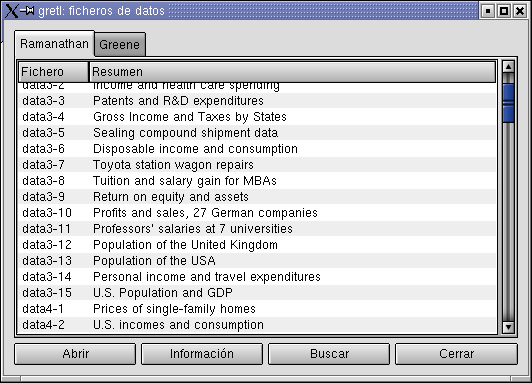 gretl: ficheros de datos
Ramanathan Greene
Fichero Resumen
data3-2 Income and health care spending
data3-3 Patents and R&D expenditures
data3-4 Gross Income and Taxes by States
data3-5 Sealing compound shipment data
data3-6 Disposable income and consumption
data3-7 Toyota station wagon repairs
data3-8 Tuition and salary gain for MBAs
data3-9 Return on equity and assets
data3-10 Profits and sales, 27 German companies
data3-11 Professors' salaries at 7 universities
data3-12 Population of the United Kingdom
data3-13 Population of the USA
data3-14 Personal income and travel expenditures
data3-15 U.S. Population and GDP
data4-1 Prices of single-family homes
data4-2 U.S. incomes and consumption
Abrir Información Buscar Cerrar